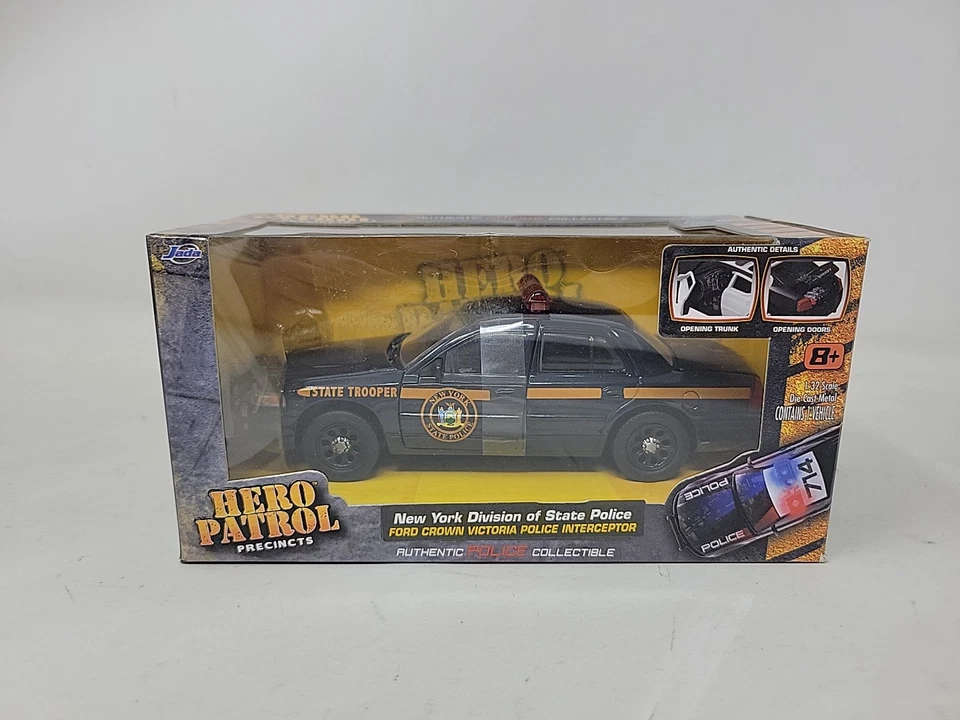 Jada
HERO
AUTHENTIC DETAILS
OPENING TRUNK
OPENING DOORS
8+
1:32 Scale
Die Cast Metal
CONTAINS 1 VEHICLE
STATE TROOPER
NEW YORK
STATE POLICE
714
POLICE
POLICE
HERO
PATROL
PRECINCTS
New York Division of State Police
FORD CROWN VICTORIA POLICE INTERCEPTOR
AUTHENTIC POLICE COLLECTIBLE